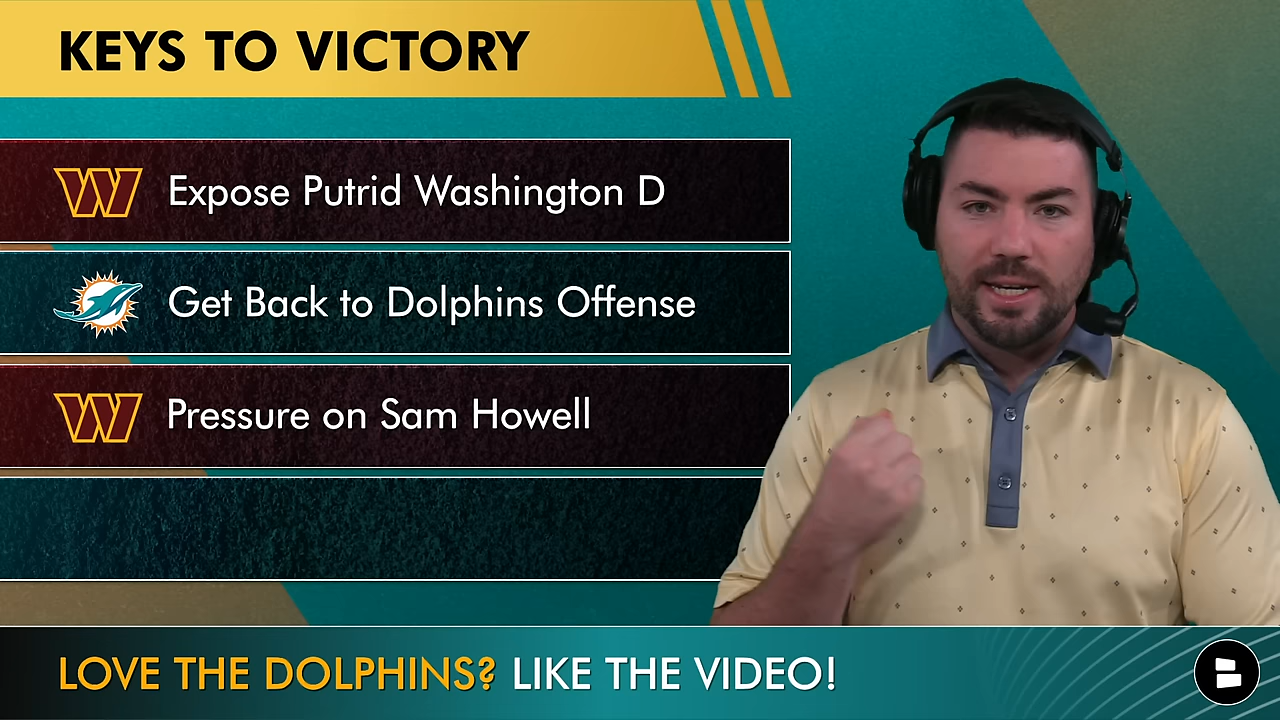 KEYS TO VICTORY
Expose Putrid Washington D
Get Back to Dolphins Offense
Pressure on Sam Howell
LOVE THE DOLPHINS? LIKE THE VIDEO!